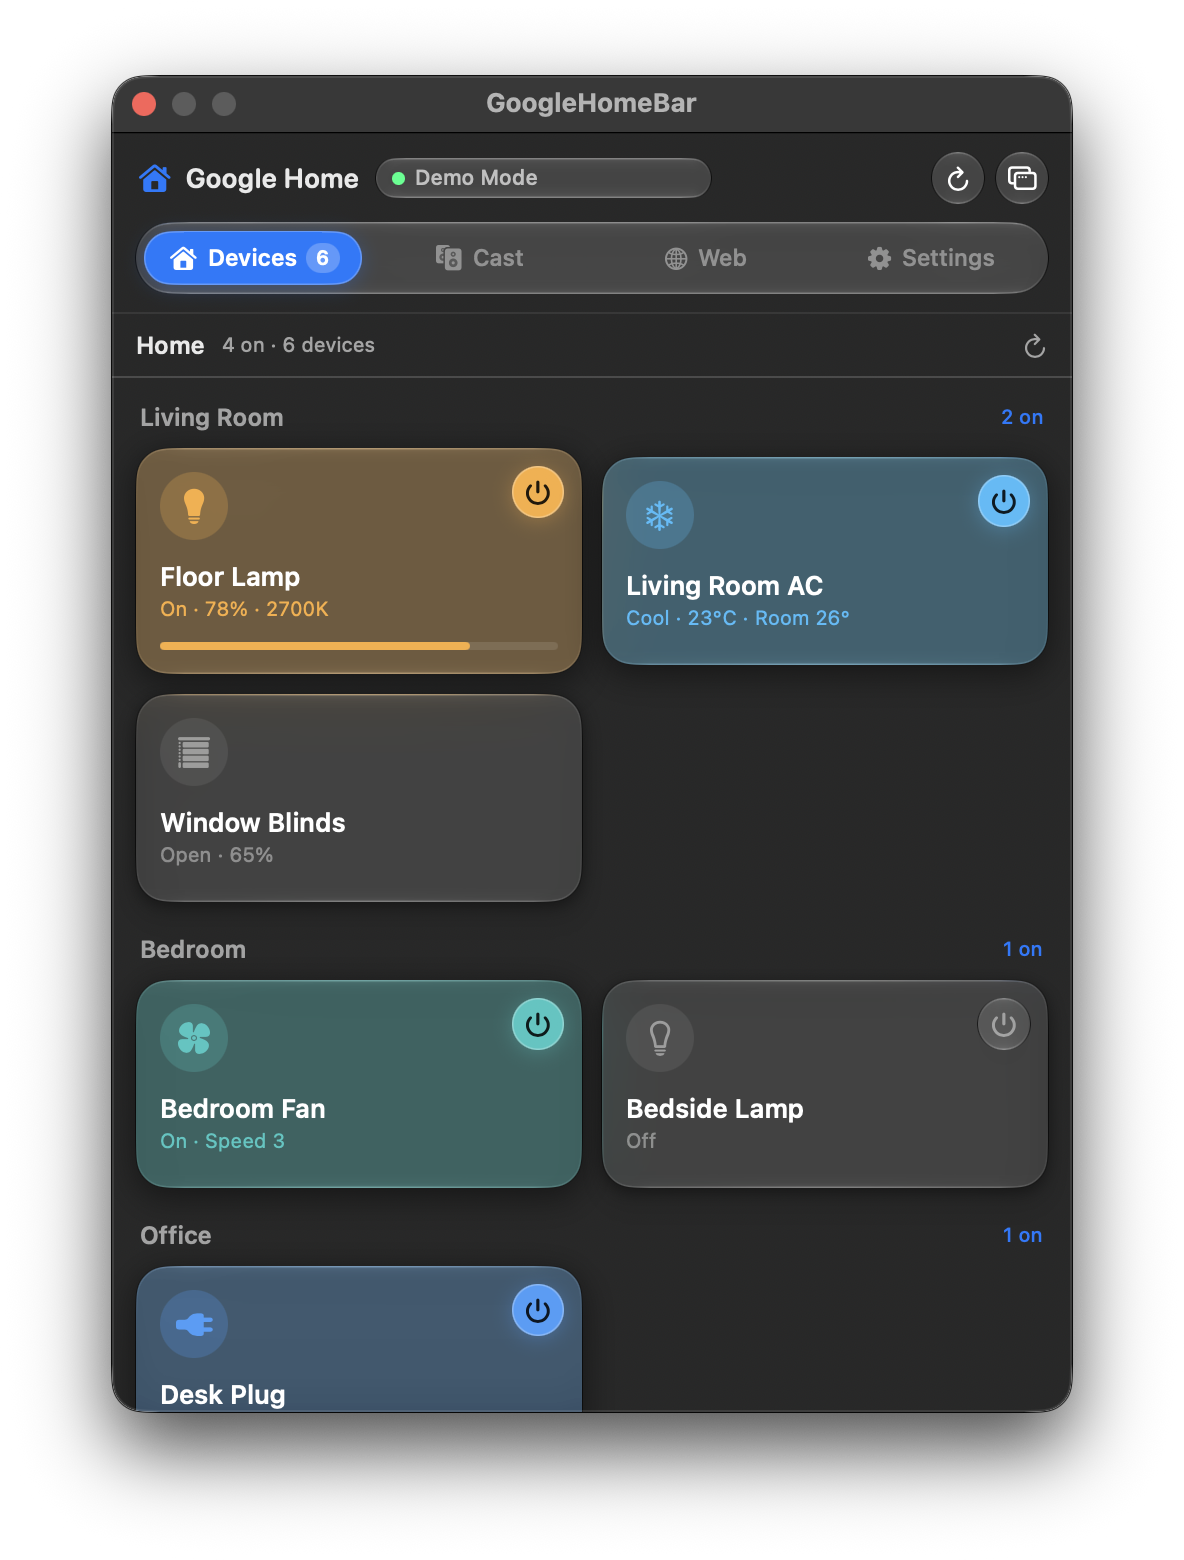 GoogleHomeBar
Google Home
Demo Mode
Devices 6
Cast
Web
Settings
Home 4 on · 6 devices
Living Room
2 on
Floor Lamp
On · 78% · 2700K
Living Room AC
Cool · 23°C · Room 26°
Window Blinds
Open · 65%
Bedroom
1 on
Bedroom Fan
On · Speed 3
Bedside Lamp
Off
Office
1 on
Desk Plug